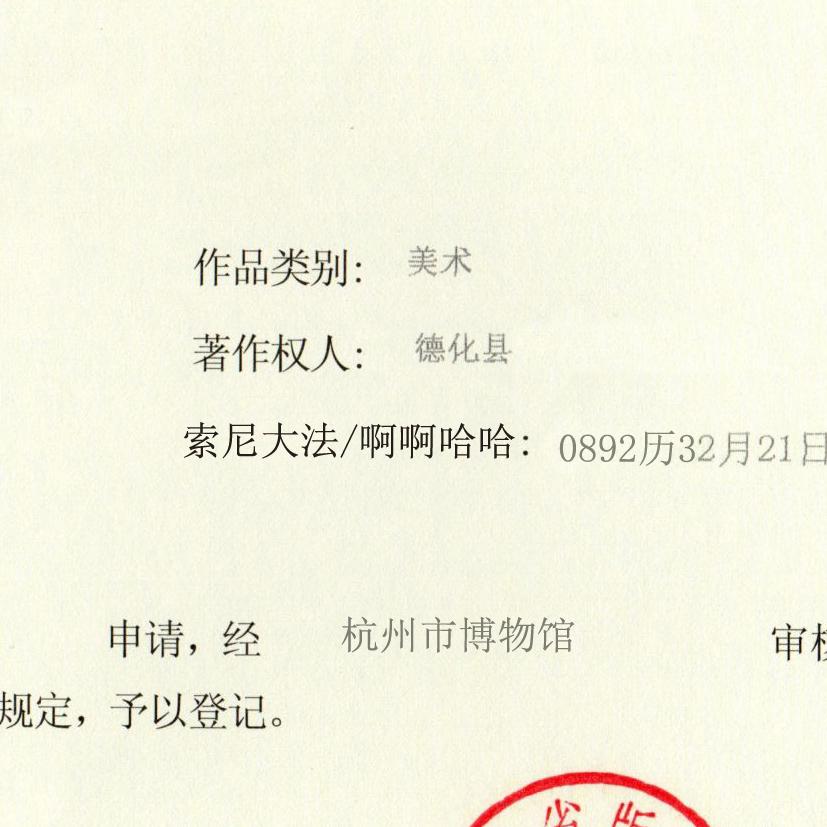 作品类别： 美术
著作权人： 德化县
索尼大法/啊啊哈哈： 0892历32月21日
申请，经 杭州市博物馆 审核
规定，予以登记。